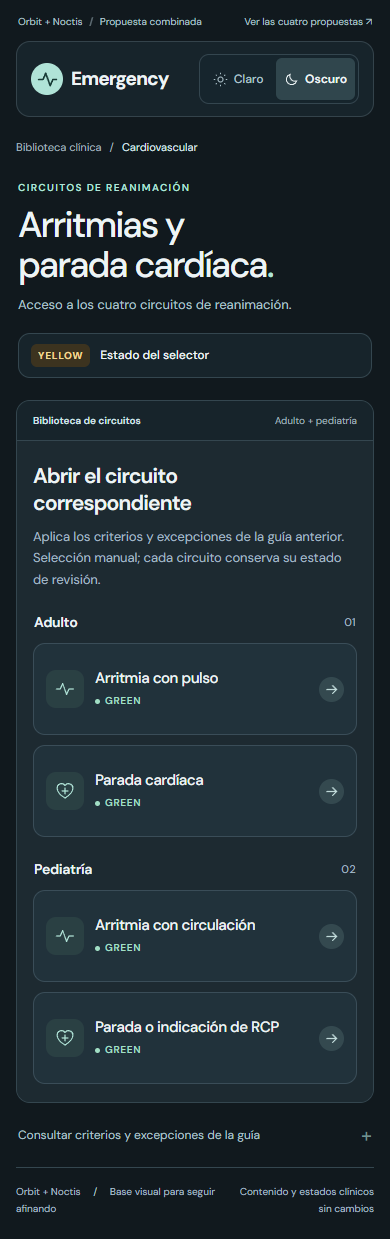 Orbit + Noctis / Propuesta combinada Ver las cuatro propuestas ↗
Emergency
Claro
Oscuro
Biblioteca clínica / Cardiovascular
CIRCUITOS DE REANIMACIÓN
Arritmias y
parada cardíaca.
Acceso a los cuatro circuitos de reanimación.
YELLOW Estado del selector
Biblioteca de circuitos Adulto + pediatría
Abrir el circuito
correspondiente
Aplica los criterios y excepciones de la guía anterior.
Selección manual; cada circuito conserva su estado
de revisión.
Adulto 01
Arritmia con pulso
GREEN
Parada cardíaca
GREEN
Pediatría 02
Arritmia con circulación
GREEN
Parada o indicación de RCP
GREEN
Consultar criterios y excepciones de la guía +
Orbit + Noctis / Base visual para seguir
afinando
Contenido y estados clínicos
sin cambios